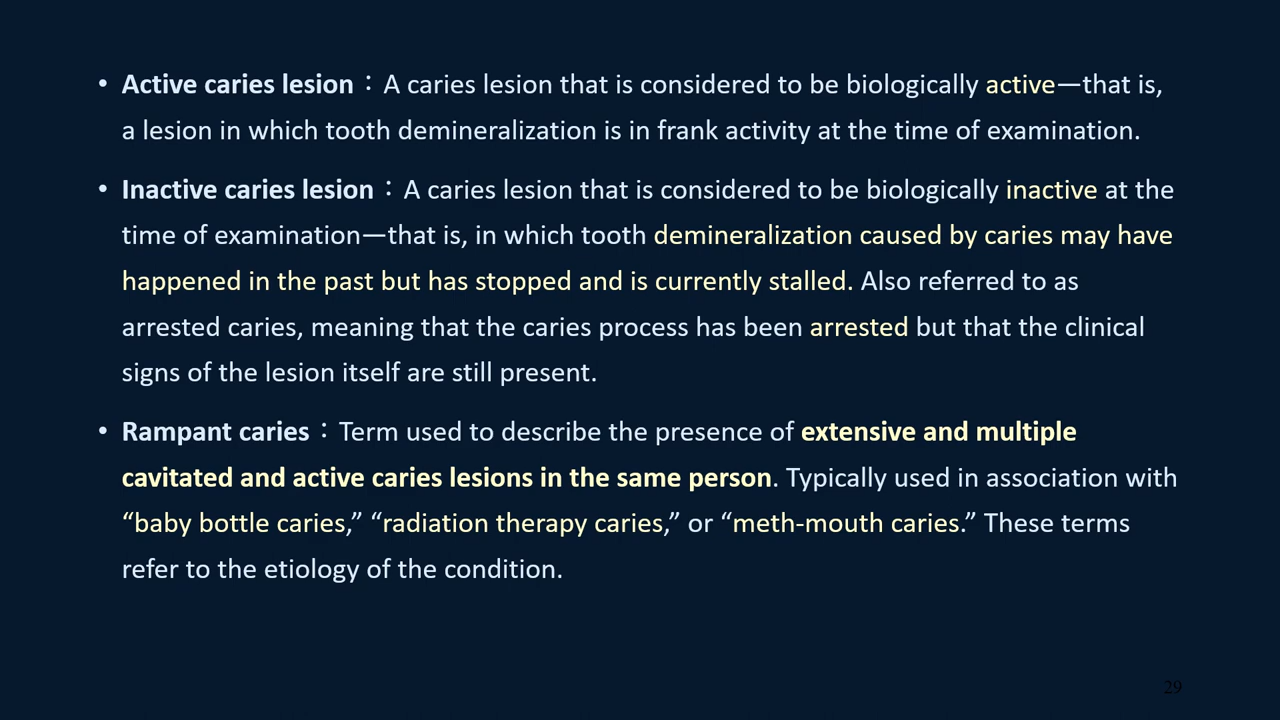 • Active caries lesion：A caries lesion that is considered to be biologically active—that is,
a lesion in which tooth demineralization is in frank activity at the time of examination.
• Inactive caries lesion：A caries lesion that is considered to be biologically inactive at the
time of examination—that is, in which tooth demineralization caused by caries may have
happened in the past but has stopped and is currently stalled. Also referred to as
arrested caries, meaning that the caries process has been arrested but that the clinical
signs of the lesion itself are still present.
• Rampant caries：Term used to describe the presence of extensive and multiple
cavitated and active caries lesions in the same person. Typically used in association with
“baby bottle caries,” “radiation therapy caries,” or “meth-mouth caries.” These terms
refer to the etiology of the condition.
29